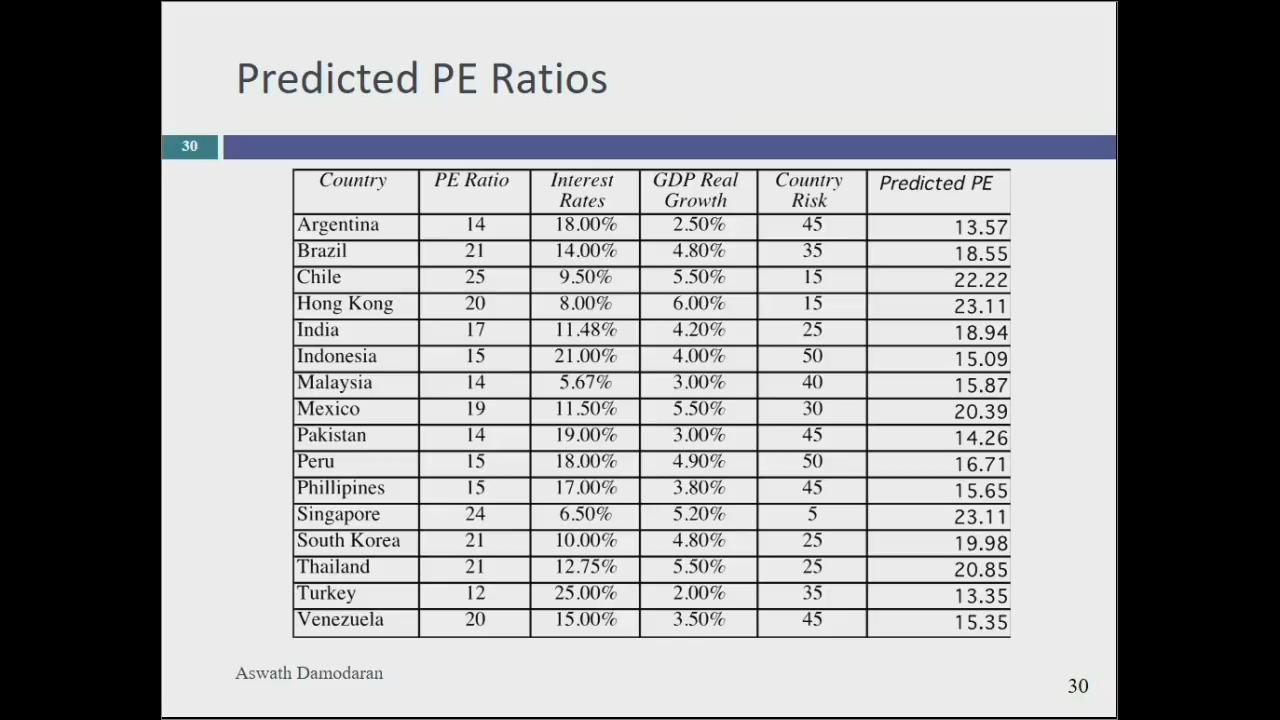 Predicted PE Ratios
30
Country PE Ratio Interest Rates GDP Real Growth Country Risk Predicted PE
Argentina 14 18.00% 2.50% 45 13.57
Brazil 21 14.00% 4.80% 35 18.55
Chile 25 9.50% 5.50% 15 22.22
Hong Kong 20 8.00% 6.00% 15 23.11
India 17 11.48% 4.20% 25 18.94
Indonesia 15 21.00% 4.00% 50 15.09
Malaysia 14 5.67% 3.00% 40 15.87
Mexico 19 11.50% 5.50% 30 20.39
Pakistan 14 19.00% 3.00% 45 14.26
Peru 15 18.00% 4.90% 50 16.71
Phillipines 15 17.00% 3.80% 45 15.65
Singapore 24 6.50% 5.20% 5 23.11
South Korea 21 10.00% 4.80% 25 19.98
Thailand 21 12.75% 5.50% 25 20.85
Turkey 12 25.00% 2.00% 35 13.35
Venezuela 20 15.00% 3.50% 45 15.35
Aswath Damodaran
30